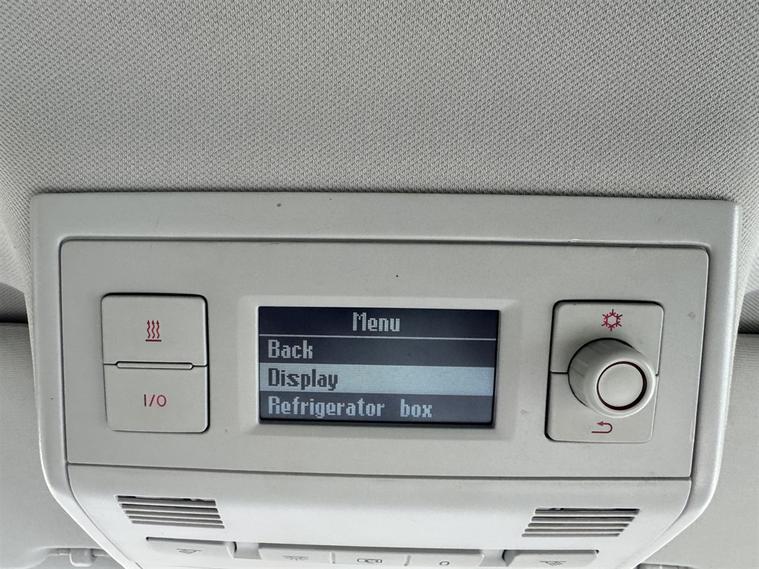 Menu
Back
I/O
Display
Refrigerator box